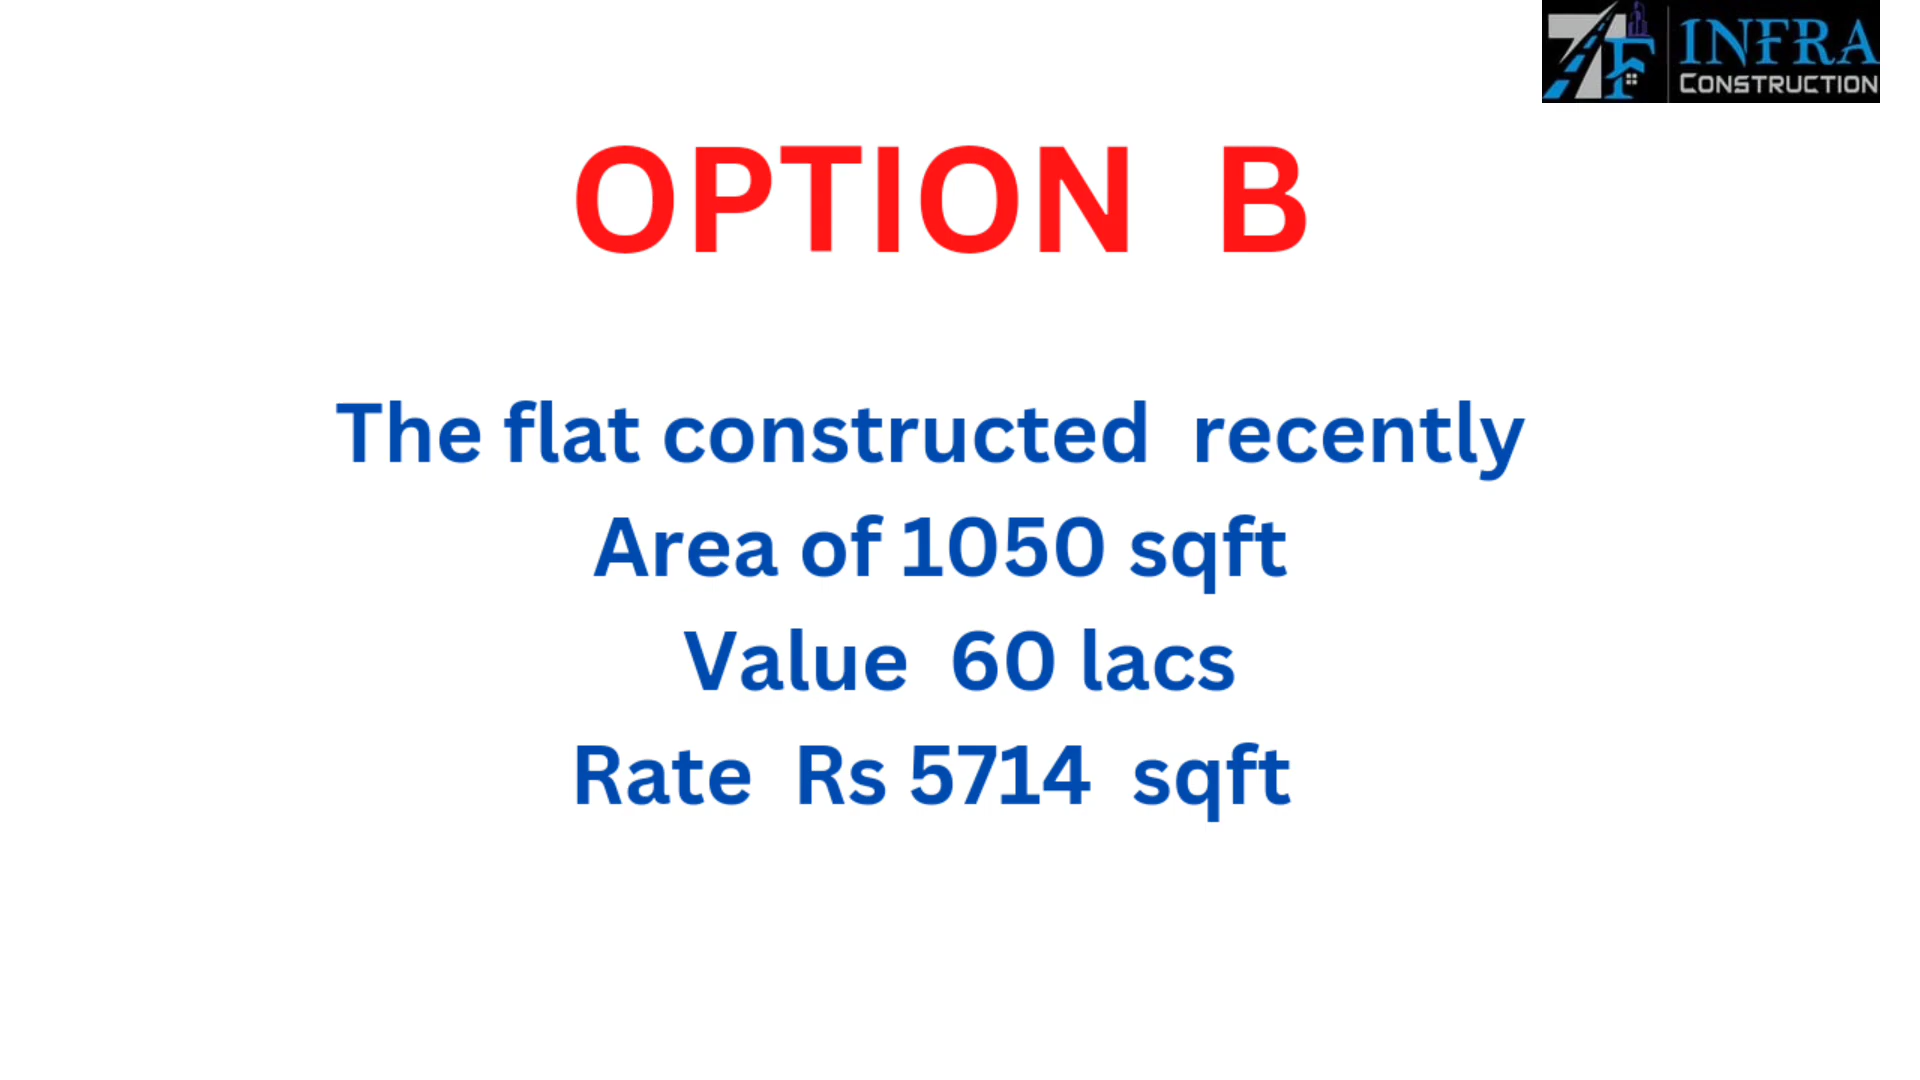 INFRA
CONSTRUCTION
OPTION B
The flat constructed recently
Area of 1050 sqft
Value 60 lacs
Rate Rs 5714 sqft